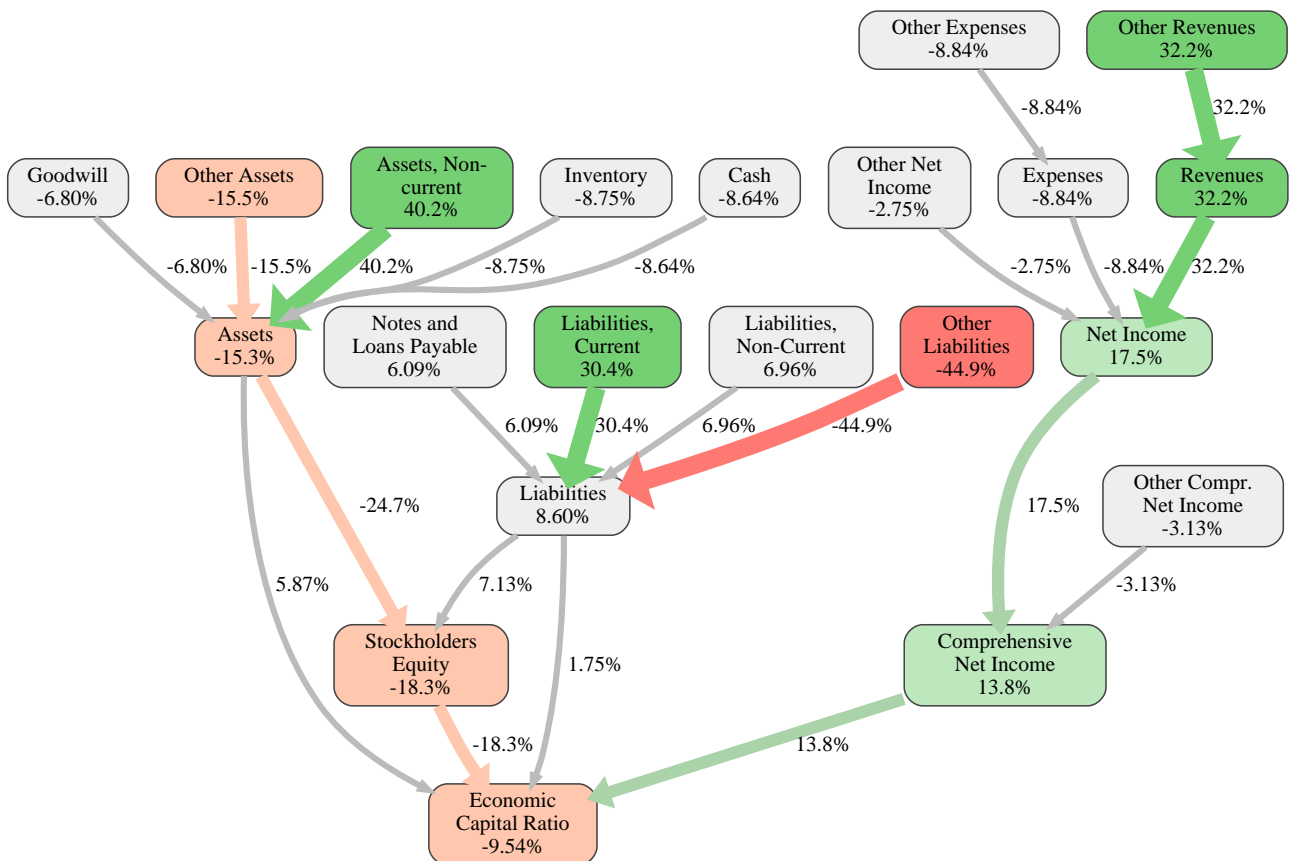 Other Expenses
-8.84%
Other Revenues
32.2%
-8.84%
32.2%
Goodwill
-6.80%
Other Assets
-15.5%
Assets, Non-
current
40.2%
Inventory
-8.75%
Cash
-8.64%
Other Net
Income
-2.75%
Expenses
-8.84%
Revenues
32.2%
-6.80%
-15.5%
40.2%
-8.75%
-8.64%
-2.75%
-8.84%
32.2%
Assets
-15.3%
Notes and
Loans Payable
6.09%
Liabilities,
Current
30.4%
Liabilities,
Non-Current
6.96%
Other
Liabilities
-44.9%
Net Income
17.5%
6.09%
30.4%
6.96%
-44.9%
-24.7%
Liabilities
8.60%
17.5%
Other Compr.
Net Income
-3.13%
5.87%
7.13%
1.75%
-3.13%
Stockholders
Equity
-18.3%
Comprehensive
Net Income
13.8%
-18.3%
13.8%
Economic
Capital Ratio
-9.54%